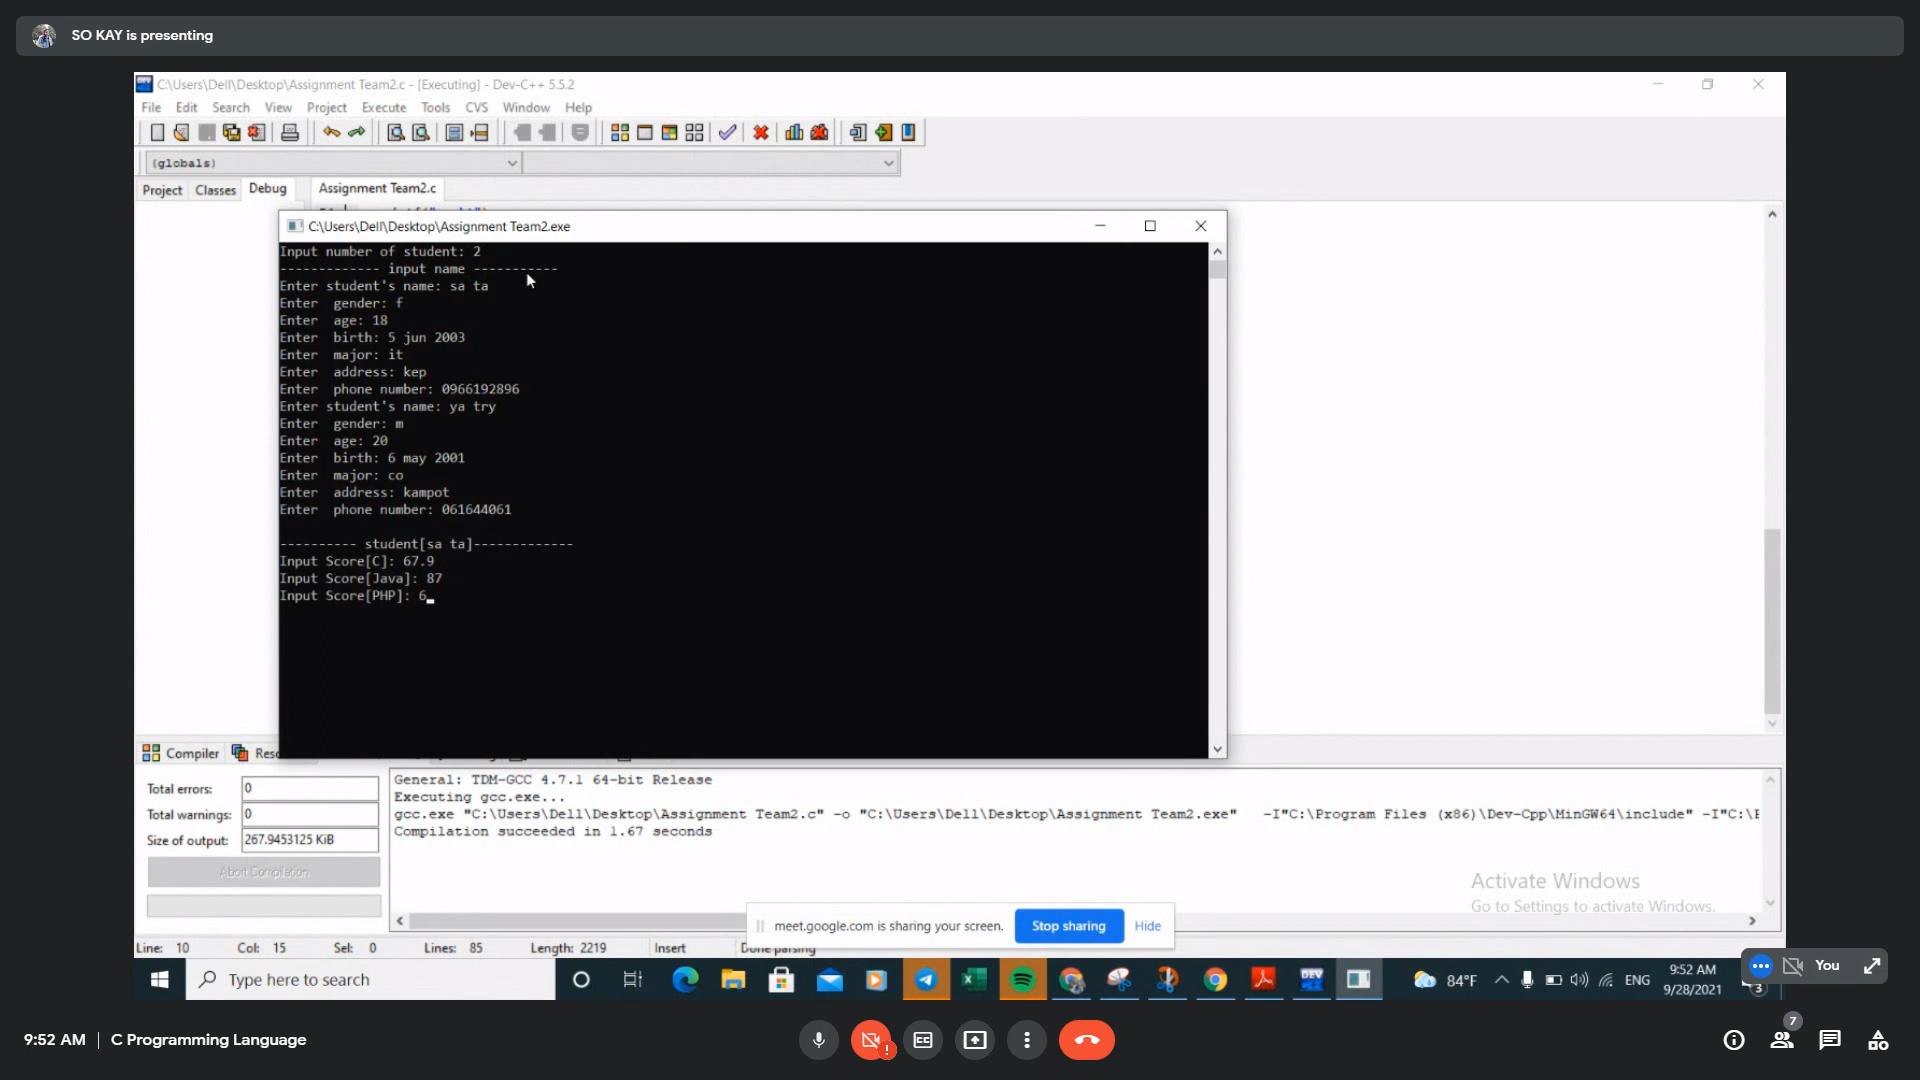 SO KAY is presenting
C:\Users\Dell\Desktop\Assignment Team2.c - [Executing] - Dev-C++ 5.5.2
File Edit Search View Project Execute Tools CVS Window Help
(globals)
Project Classes Debug Assignment Team2.c
C:\Users\Dell\Desktop\Assignment Team2.exe
Input number of student: 2
------------- input name -----------
Enter student's name: sa ta
Enter  gender: f
Enter  age: 18
Enter  birth: 5 jun 2003
Enter  major: it
Enter  address: kep
Enter  phone number: 0966192896
Enter student's name: ya try
Enter  gender: m
Enter  age: 20
Enter  birth: 6 may 2001
Enter  major: co
Enter  address: kampot
Enter  phone number: 061644061
---------- student[sa ta]-------------
Input Score[C]: 67.9
Input Score[Java]: 87
Input Score[PHP]: 6_
Compiler
Total errors: 0
Total warnings: 0
Size of output: 267.9453125 KiB
Abort Compilation
General: TDM-GCC 4.7.1 64-bit Release
Executing gcc.exe...
gcc.exe "C:\Users\Dell\Desktop\Assignment Team2.c" -o "C:\Users\Dell\Desktop\Assignment Team2.exe"   -I"C:\Program Files (x86)\Dev-Cpp\MinGW64\include" -I"C:\
Compilation succeeded in 1.67 seconds
Activate Windows
Go to Settings to activate Windows.
meet.google.com is sharing your screen. Stop sharing Hide
Line: 10 Col: 15 Sel: 0 Lines: 85 Length: 2219 Insert Done parsing
Type here to search
DEV
84°F ENG
9:52 AM
9/28/2021
3
You
9:52 AM | C Programming Language
7